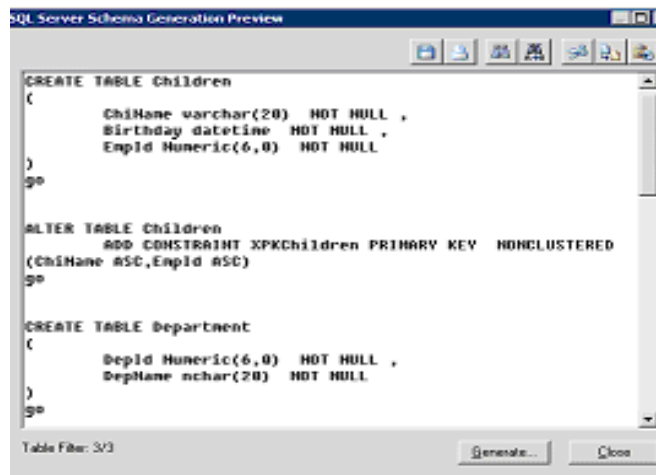 SQL Server Schema Generation Preview
CREATE TABLE Children
(
ChiName varchar(20) NOT NULL ,
Birthday datetime NOT NULL ,
EmpId Numeric(6,0) NOT NULL
)
go
ALTER TABLE Children
ADD CONSTRAINT XPKChildren PRIMARY KEY NONCLUSTERED
(ChiName ASC,EmpId ASC)
go
CREATE TABLE Department
(
DepId Numeric(6,0) NOT NULL ,
DepName nchar(20) NOT NULL
)
go
Table Filter: 3/3
Generate...
Close